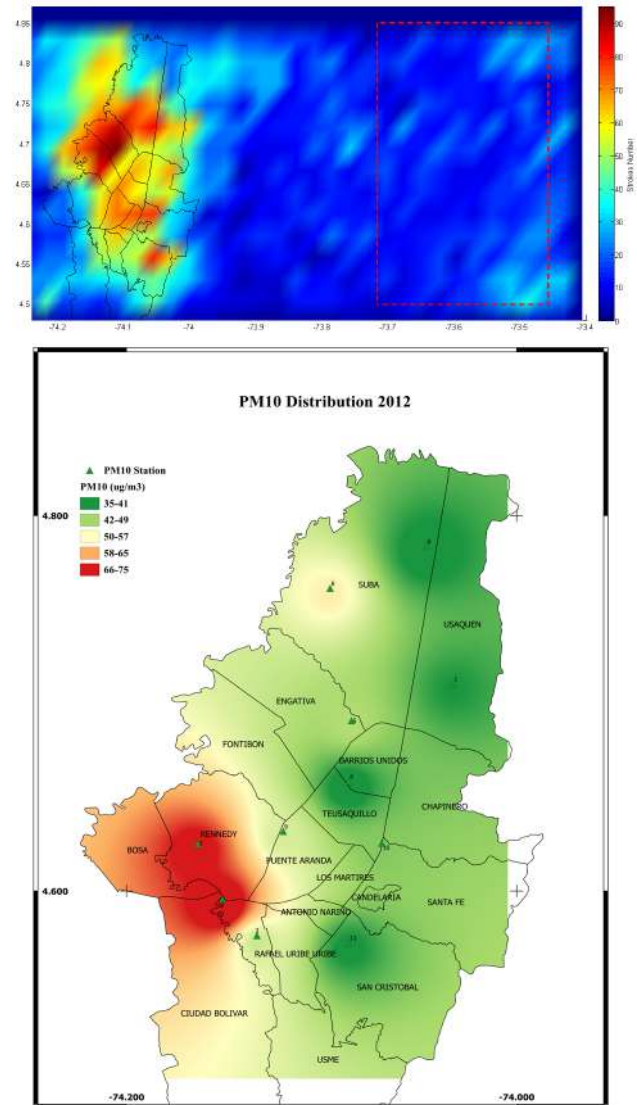 4.85
4.8
4.75
4.7
4.65
4.6
4.55
4.5
-74.2
-74.1
-74
-73.9
-73.8
-73.7
-73.6
-73.5
-73.4
90
80
70
60
50
40
30
20
10
0
Strokes Number
PM10 Distribution 2012
PM10 Station
PM10 (ug/m3)
35-41
42-49
50-57
58-65
66-75
4.800
4.600
-74.200
-74.000
SUBA
USAQUEN
ENGATIVA
FONTIBON
BARRIOS UNIDOS
TEUSAQUILLO
CHAPINERO
KENNEDY
BOSA
PUENTE ARANDA
LOS MARTIRES
CANDELARIA
SANTA FE
ANTONIO NARIÑO
RAFAEL URIBE URIBE
SAN CRISTOBAL
CIUDAD BOLIVAR
USME